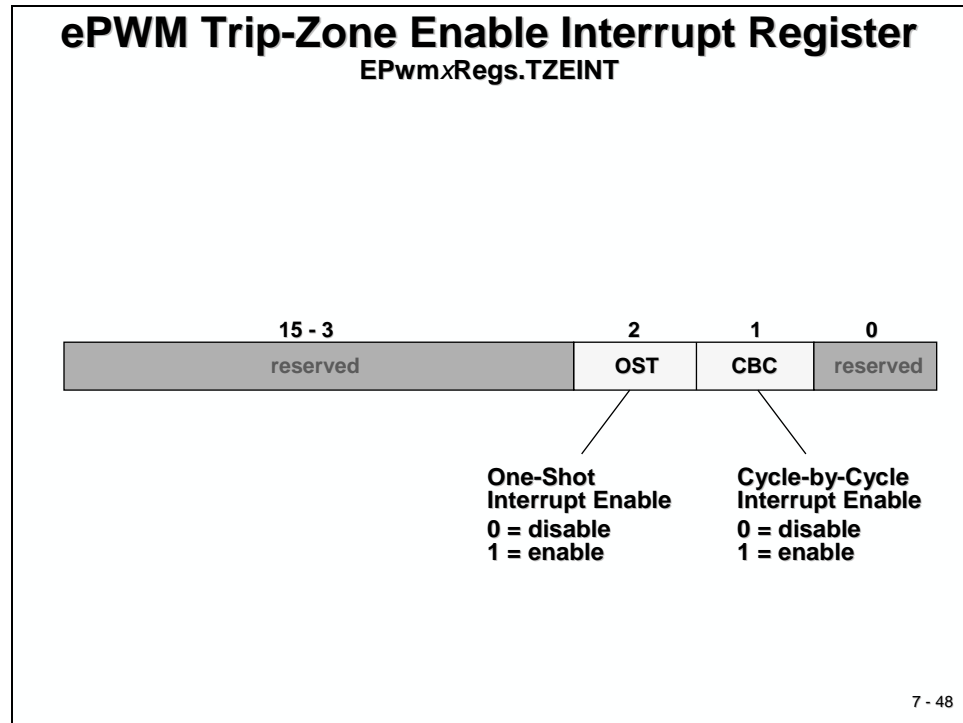 ePWM Trip-Zone Enable Interrupt Register
EPwmxRegs.TZEINT
15 - 3 2 1 0
reserved OST CBC reserved
One-Shot
Interrupt Enable
0 = disable
1 = enable
Cycle-by-Cycle
Interrupt Enable
0 = disable
1 = enable
7 - 48